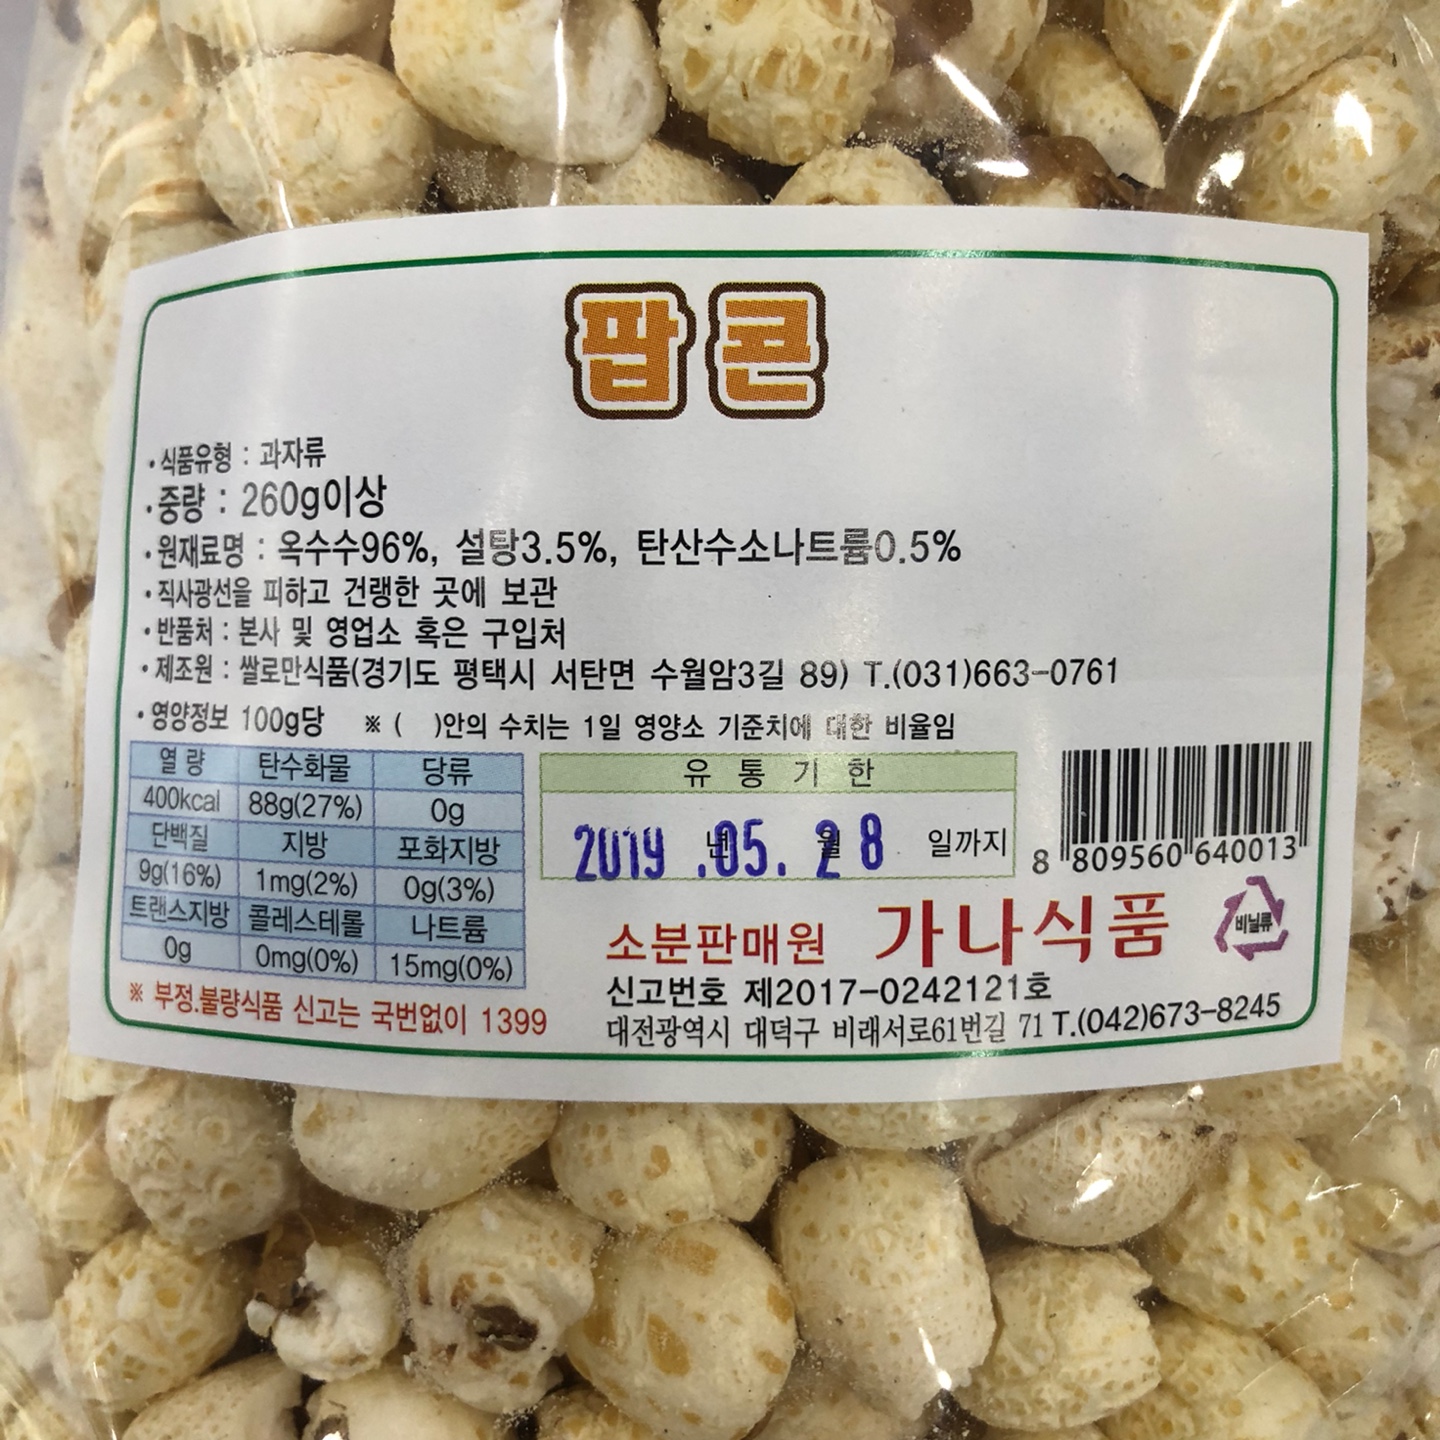 팝콘
·식품유형 : 과자류
·중량 : 260g이상
·원재료명 : 옥수수96%, 설탕3.5%, 탄산수소나트륨0.5%
·직사광선을 피하고 건랭한 곳에 보관
·반품처 : 본사 및 영업소 혹은 구입처
·제조원 : 쌀로만식품(경기도 평택시 서탄면 수월암3길 89) T.(031)663-0761
·영양정보 100g당 ※ ( )안의 수치는 1일 영양소 기준치에 대한 비율임
열량 탄수화물 당류
400kcal 88g(27%) 0g
단백질 지방 포화지방
9g(16%) 1mg(2%) 0g(3%)
트랜스지방 콜레스테롤 나트륨
0g 0mg(0%) 15mg(0%)
※ 부정.불량식품 신고는 국번없이 1399
유통기한
2019 .년05. 월28 일까지
8 809560 640013
소분판매원 가나식품
비닐류
신고번호 제2017-0242121호
대전광역시 대덕구 비래서로61번길 71 T.(042)673-8245